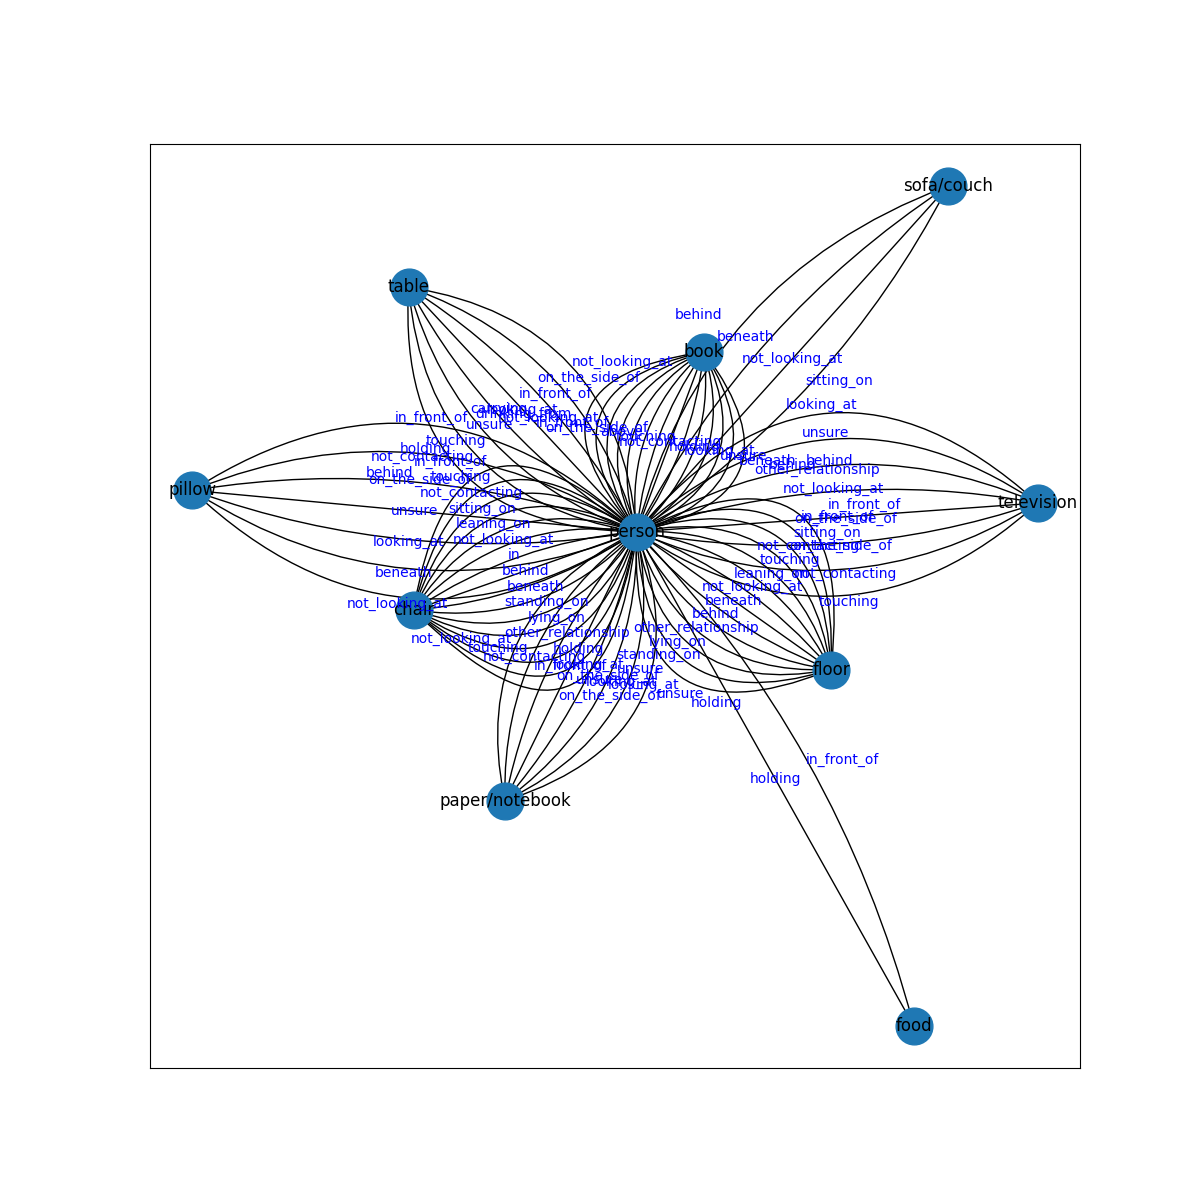 sofa/couch
table
behind
beneath
book
not_looking_at
not_looking_at
on_the_side_of
sitting_on
in_front_of
looking_at
in_front_of
unsure
unsure
touching
not_contacting
holding
not_contacting
in_front_of
behind
beneath
behind
other_relationship
behind
on_the_side_of
touching
pillow
not_contacting
not_looking_at
television
in_front_of
sitting_on
unsure
in_front_of
on_the_side_of
leaning_on
person
sitting_on
looking_at
not_looking_at
on_the_side_of
in
touching
beneath
behind
leaning_on
not_contacting
beneath
not_looking_at
not_looking_at
standing_on
beneath
touching
chair
lying_on
behind
other_relationship
other_relationship
not_looking_at
touching
holding
lying_on
not_contacting
standing_on
in_front_of
unsure
floor
on_the_side_of
looking_at
on_the_side_of
unsure
holding
in_front_of
holding
paper/notebook
food